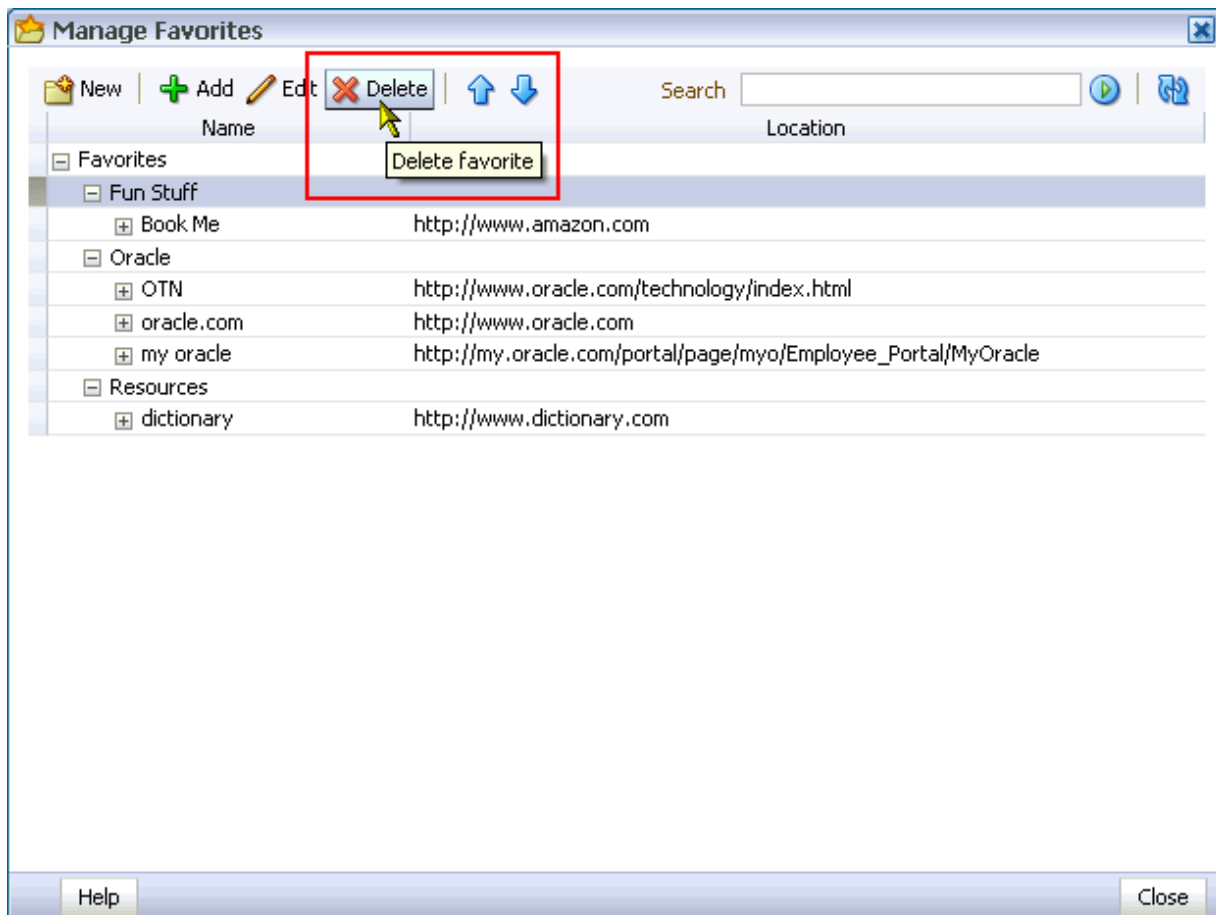 Manage Favorites
New Add Edit Delete Search
Name Location
Delete favorite
Favorites
Fun Stuff
Book Me http://www.amazon.com
Oracle
OTN http://www.oracle.com/technology/index.html
oracle.com http://www.oracle.com
my oracle http://my.oracle.com/portal/page/myo/Employee_Portal/MyOracle
Resources
dictionary http://www.dictionary.com
Help Close